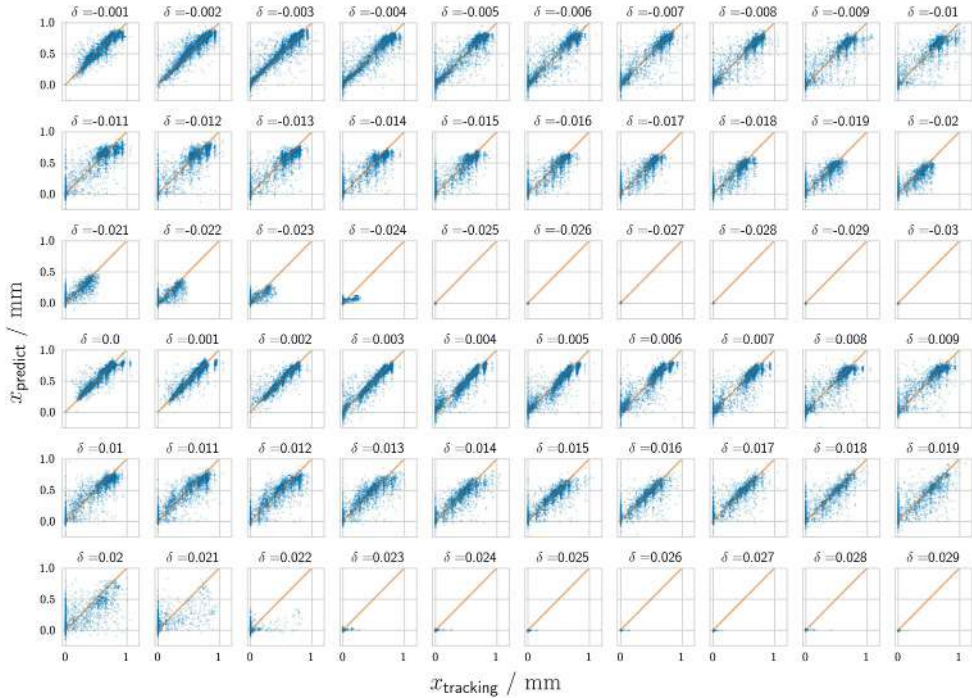 δ =-0.001 δ =-0.002 δ =-0.003 δ =-0.004 δ =-0.005 δ =-0.006 δ =-0.007 δ =-0.008 δ =-0.009 δ =-0.01
1.0
0.5
0.0
δ =-0.011 δ =-0.012 δ =-0.013 δ =-0.014 δ =-0.015 δ =-0.016 δ =-0.017 δ =-0.018 δ =-0.019 δ =-0.02
1.0
0.5
0.0
δ =-0.021 δ =-0.022 δ =-0.023 δ =-0.024 δ =-0.025 δ =-0.026 δ =-0.027 δ =-0.028 δ =-0.029 δ =-0.03
1.0
0.5
0.0
x_predict / mm
δ =0.0 δ =0.001 δ =0.002 δ =0.003 δ =0.004 δ =0.005 δ =0.006 δ =0.007 δ =0.008 δ =0.009
1.0
0.5
0.0
δ =0.01 δ =0.011 δ =0.012 δ =0.013 δ =0.014 δ =0.015 δ =0.016 δ =0.017 δ =0.018 δ =0.019
1.0
0.5
0.0
δ =0.02 δ =0.021 δ =0.022 δ =0.023 δ =0.024 δ =0.025 δ =0.026 δ =0.027 δ =0.028 δ =0.029
1.0
0.5
0.0
0 1 0 1 0 1 0 1 0 1 0 1 0 1 0 1 0 1 0 1
x_tracking / mm